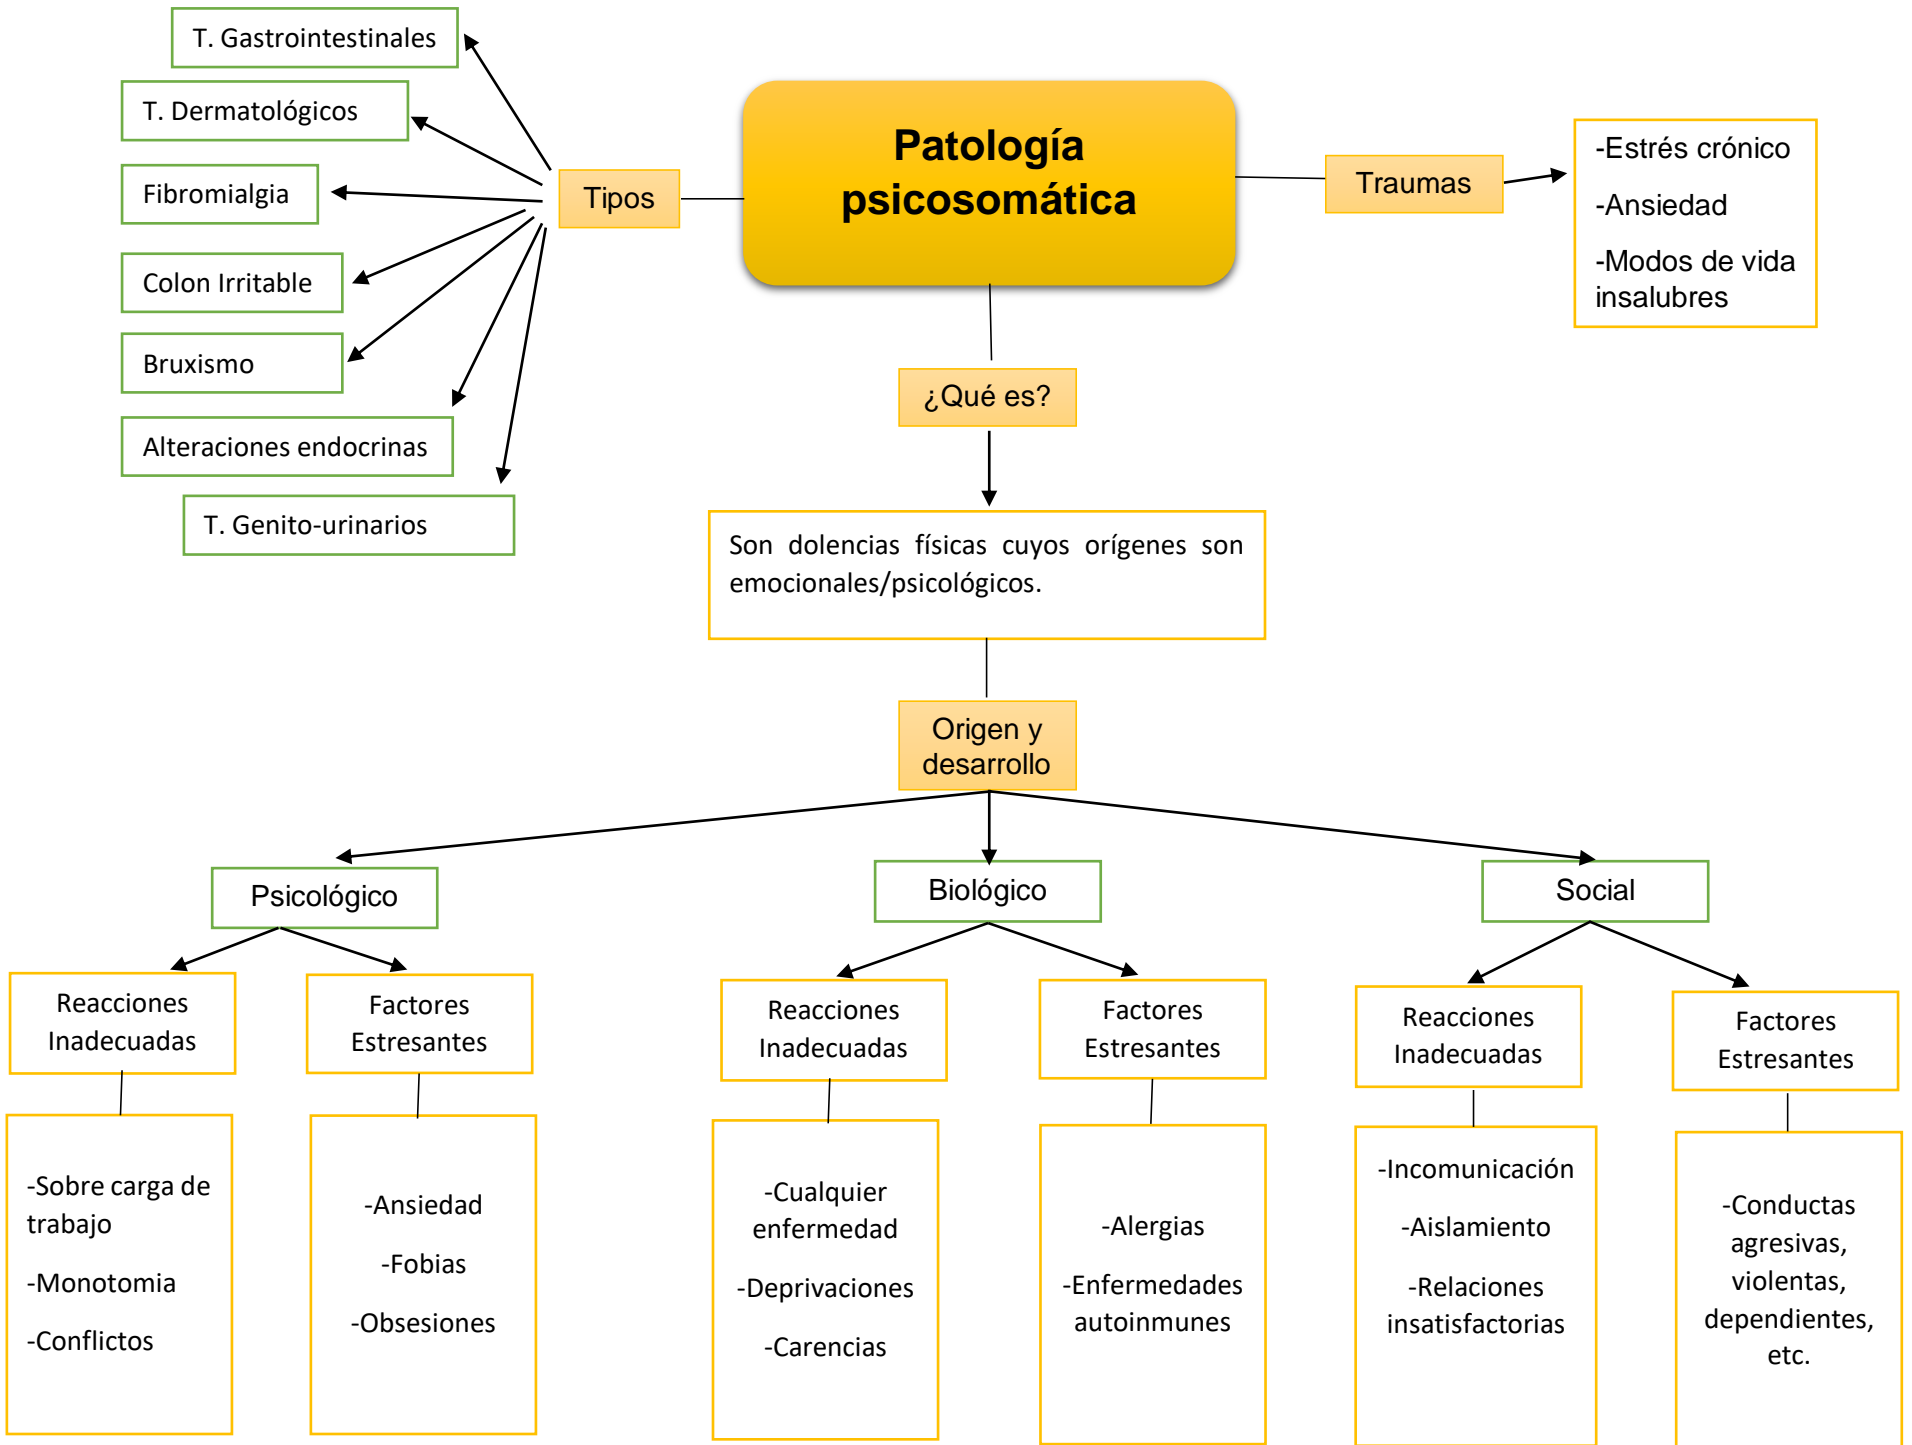 Patología
psicosomática
Tipos
T. Gastrointestinales
T. Dermatológicos
Fibromialgia
Colon Irritable
Bruxismo
Alteraciones endocrinas
T. Genito-urinarios
Traumas
-Estrés crónico
-Ansiedad
-Modos de vida
insalubres
¿Qué es?
Son dolencias físicas cuyos orígenes son
emocionales/psicológicos.
Origen y
desarrollo
Psicológico
Reacciones
Inadecuadas
-Sobre carga de
trabajo
-Monotomia
-Conflictos
Factores
Estresantes
-Ansiedad
-Fobias
-Obsesiones
Biológico
Reacciones
Inadecuadas
-Cualquier
enfermedad
-Deprivaciones
-Carencias
Factores
Estresantes
-Alergias
-Enfermedades
autoinmunes
Social
Reacciones
Inadecuadas
-Incomunicación
-Aislamiento
-Relaciones
insatisfactorias
Factores
Estresantes
-Conductas
agresivas,
violentas,
dependientes,
etc.